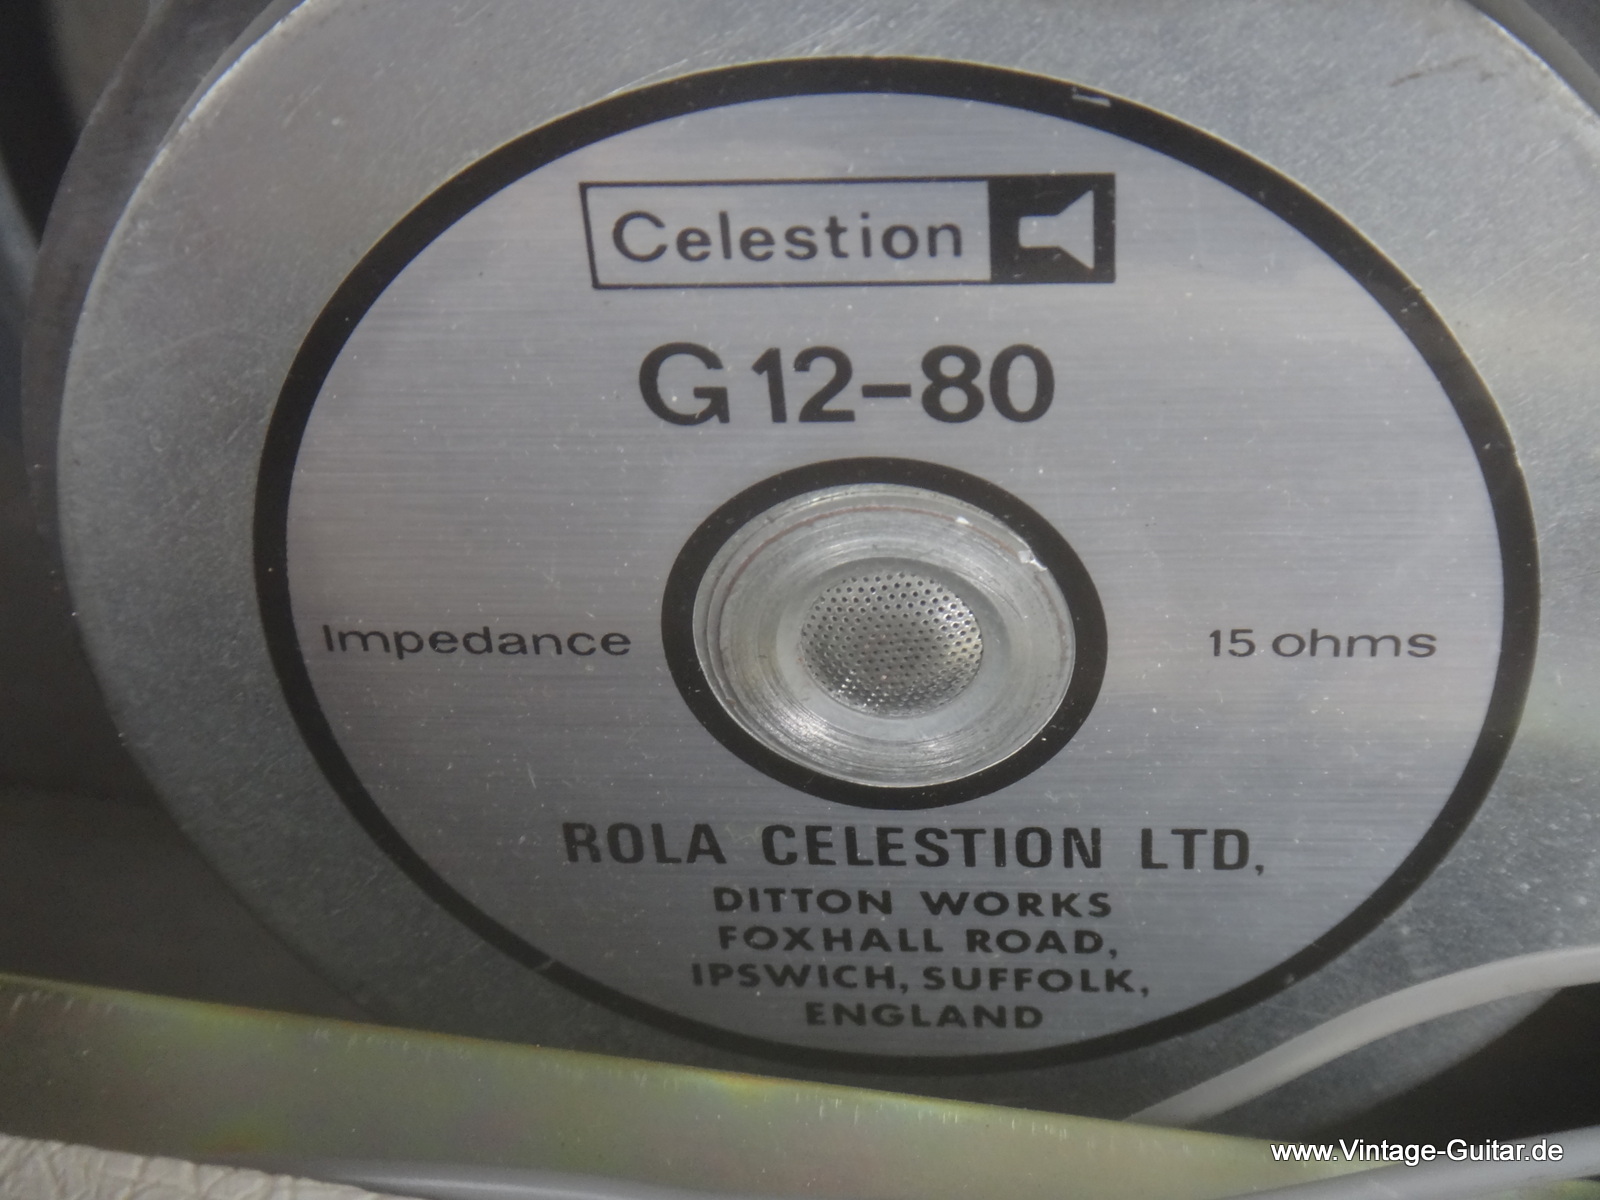 Celestion
G12-80
Impedance 15 ohms
ROLA CELESTION LTD,
DITTON WORKS
FOXHALL ROAD,
IPSWICH, SUFFOLK,
ENGLAND
www.Vintage-Guitar.de